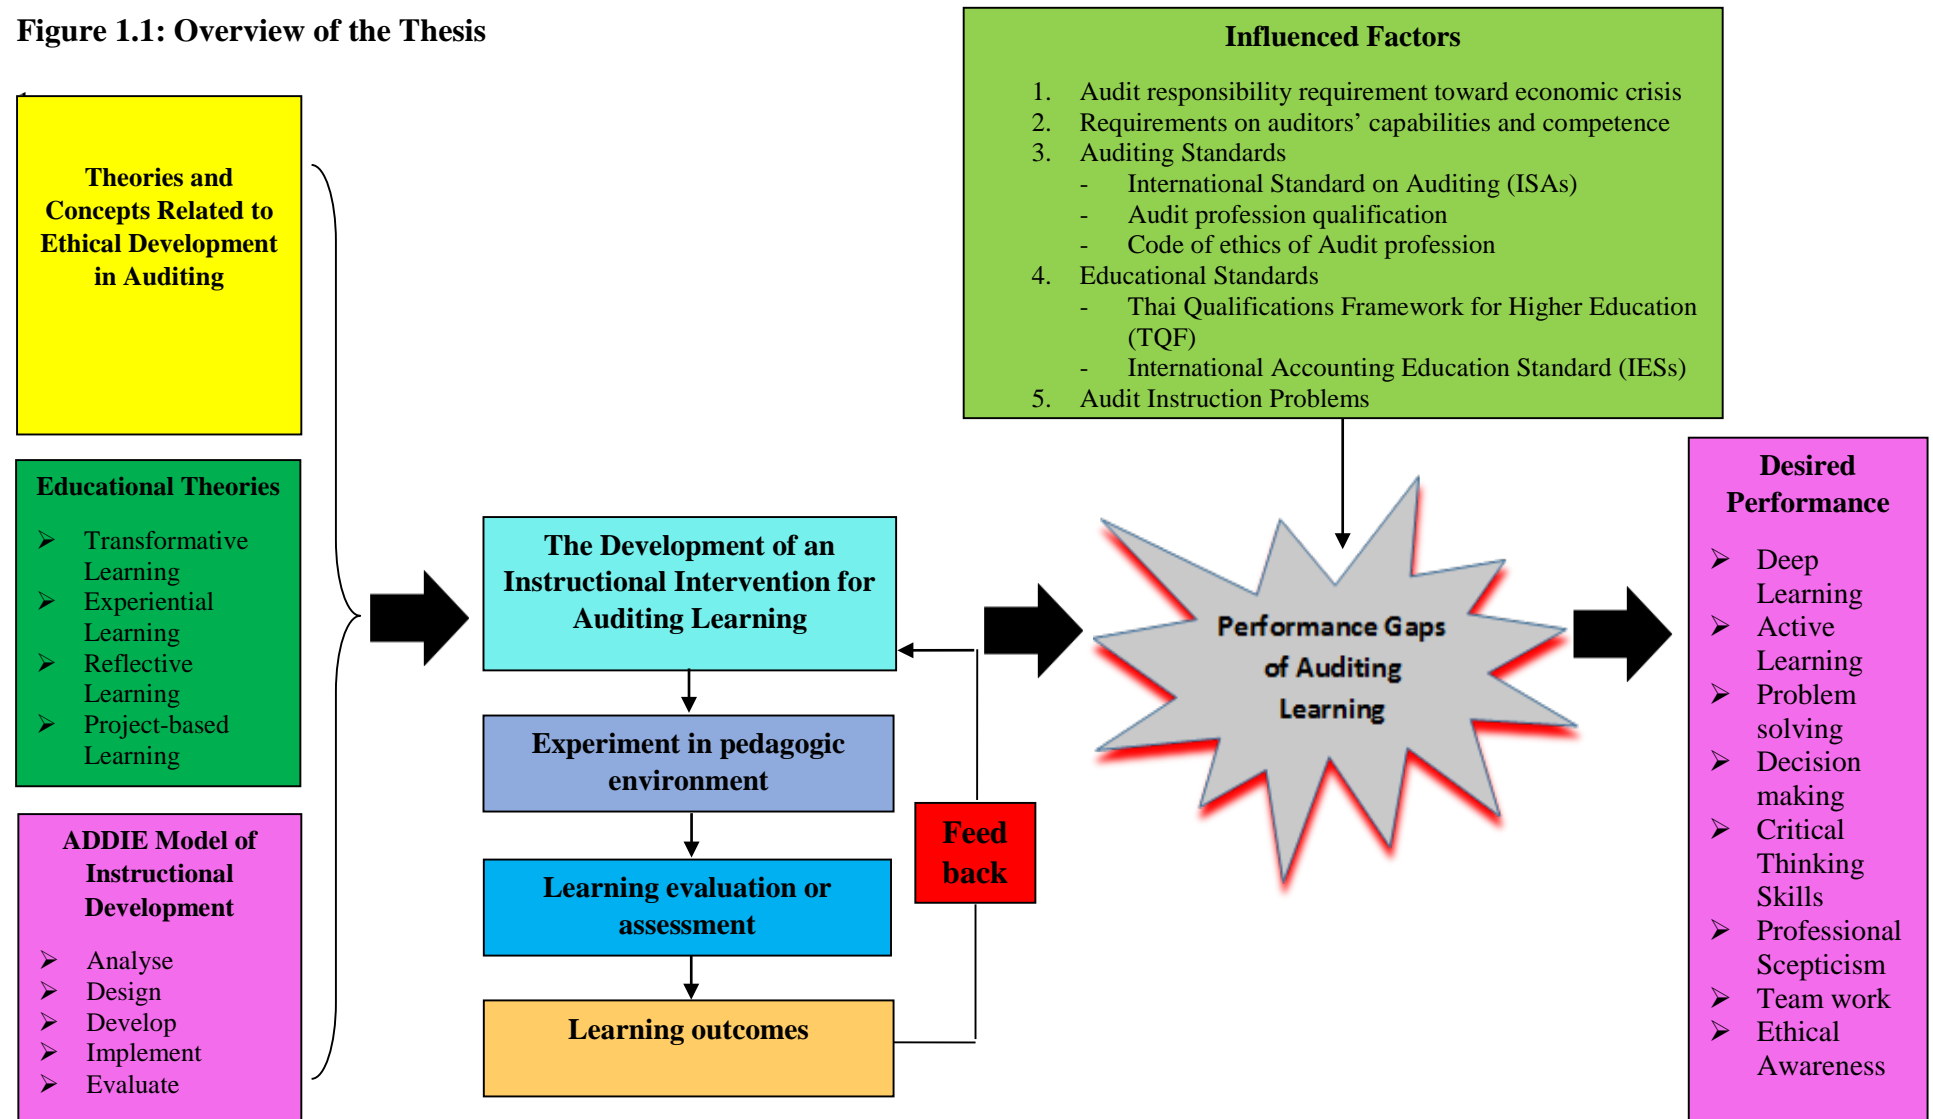 Figure 1.1: Overview of the Thesis
Influenced Factors
1. Audit responsibility requirement toward economic crisis
2. Requirements on auditors’ capabilities and competence
3. Auditing Standards
- International Standard on Auditing (ISAs)
- Audit profession qualification
- Code of ethics of Audit profession
4. Educational Standards
- Thai Qualifications Framework for Higher Education
(TQF)
- International Accounting Education Standard (IESs)
5. Audit Instruction Problems
Theories and
Concepts Related to
Ethical Development
in Auditing
Educational Theories
➢ Transformative
Learning
➢ Experiential
Learning
➢ Reflective
Learning
➢ Project-based
Learning
ADDIE Model of
Instructional
Development
➢ Analyse
➢ Design
➢ Develop
➢ Implement
➢ Evaluate
The Development of an
Instructional Intervention for
Auditing Learning
Experiment in pedagogic
environment
Learning evaluation or
assessment
Learning outcomes
Feed
back
Performance Gaps
of Auditing
Learning
Desired
Performance
➢ Deep
Learning
➢ Active
Learning
➢ Problem
solving
➢ Decision
making
➢ Critical
Thinking
Skills
➢ Professional
Scepticism
➢ Team work
➢ Ethical
Awareness